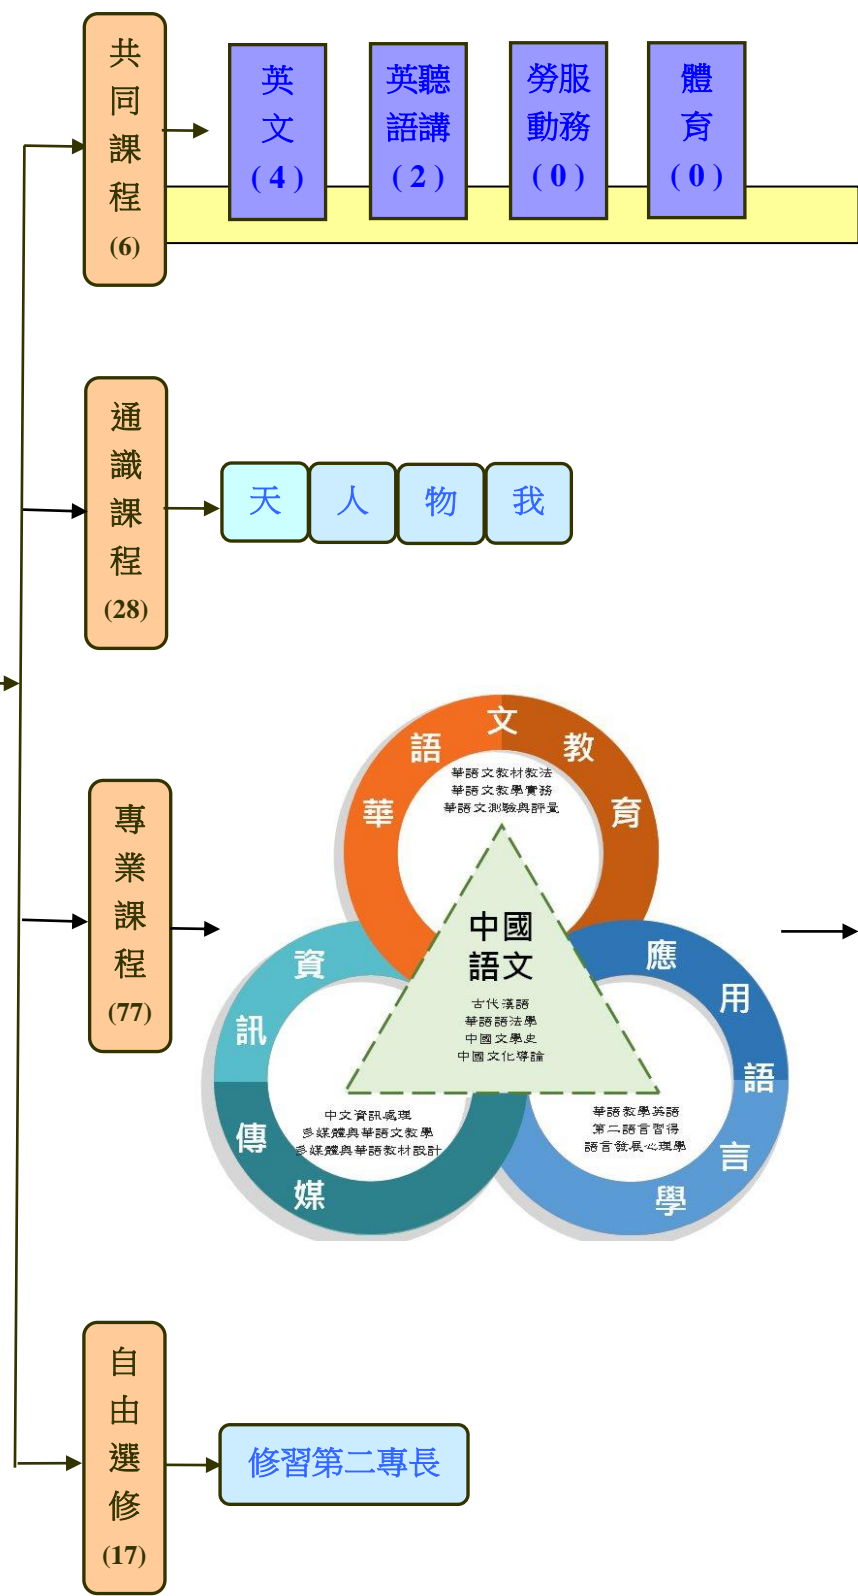 共同課程
(6)
英文
( 4 )
英聽
語講
( 2 )
勞服
動務
( 0 )
體育
( 0 )
通識課程
(28)
天
人
物
我
專業課程
(77)
華語文教育
華語文教材教法
華語文教學實務
華語文測驗與評量
中國
語文
古代漢語
華語語法學
中國文學史
中國文化導論
資訊傳媒
中文資訊處理
多媒體與華語文教學
多媒體與華語教材設計
應用語言學
華語教學英語
第二語言習得
語言發展心理學
自由選修
(17)
修習第二專長